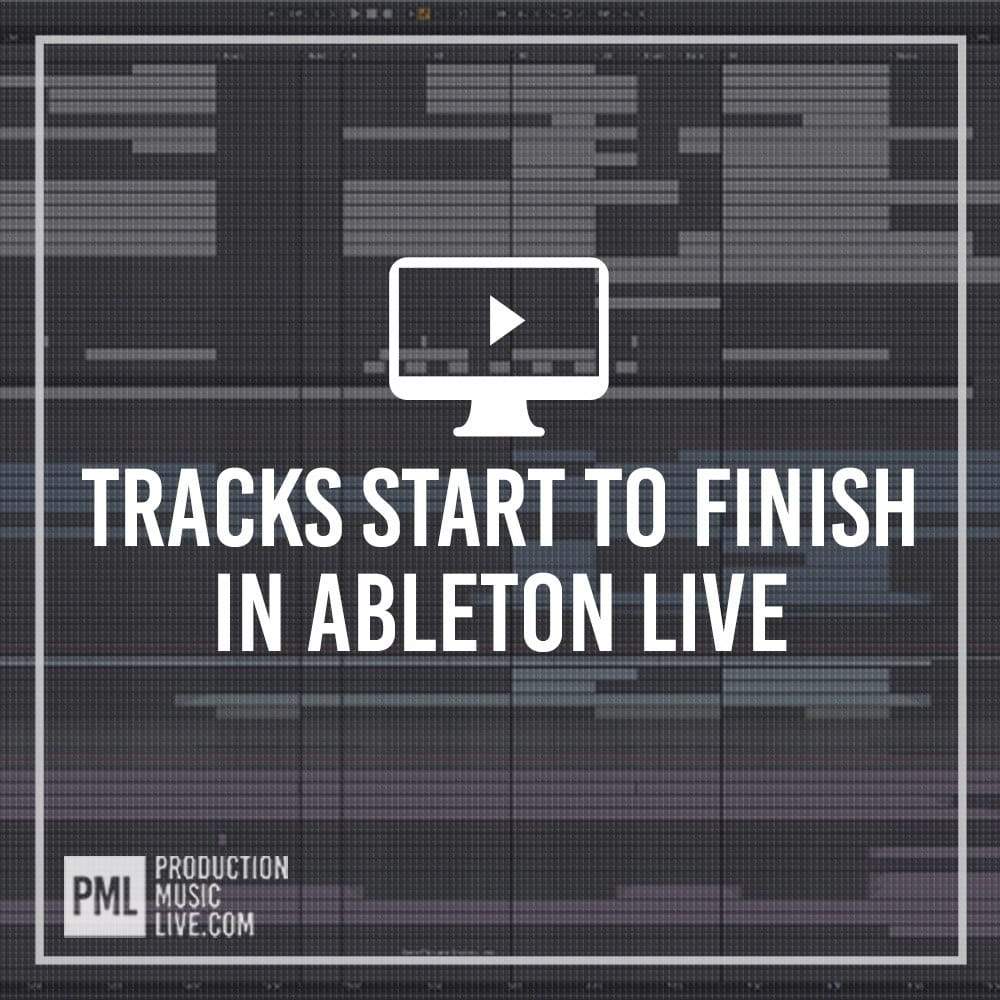 TRACKS START TO FINISH
IN ABLETON LIVE
PML
PRODUCTION
MUSIC
LIVE.COM